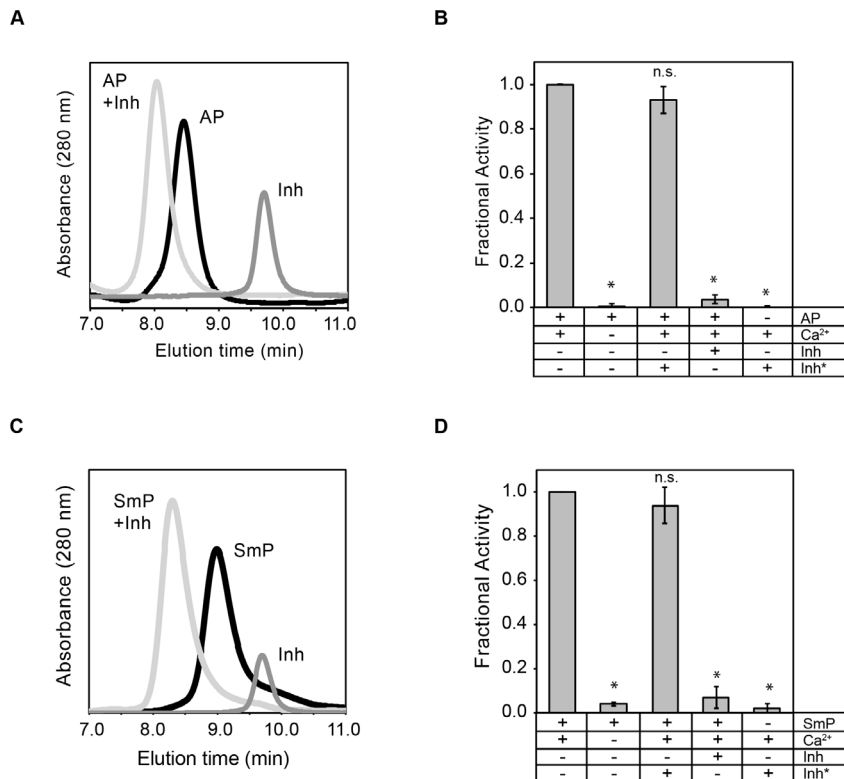 A
AP
+Inh
AP
Inh
Absorbance (280 nm)
7.0 8.0 9.0 10.0 11.0
Elution time (min)
B
n.s.
1.0
0.8
0.6
0.4
0.2
0.0
Fractional Activity
* * *
+ + + + - AP
+ - + + + Ca²⁺
- - - + - Inh
- - + - + Inh*
C
SmP
+Inh
SmP
Inh
Absorbance (280 nm)
7.0 8.0 9.0 10.0 11.0
Elution time (min)
D
n.s.
1.0
0.8
0.6
0.4
0.2
0.0
Fractional Activity
* * *
+ + + + - SmP
+ - + + + Ca²⁺
- - - + - Inh
- - + - + Inh*